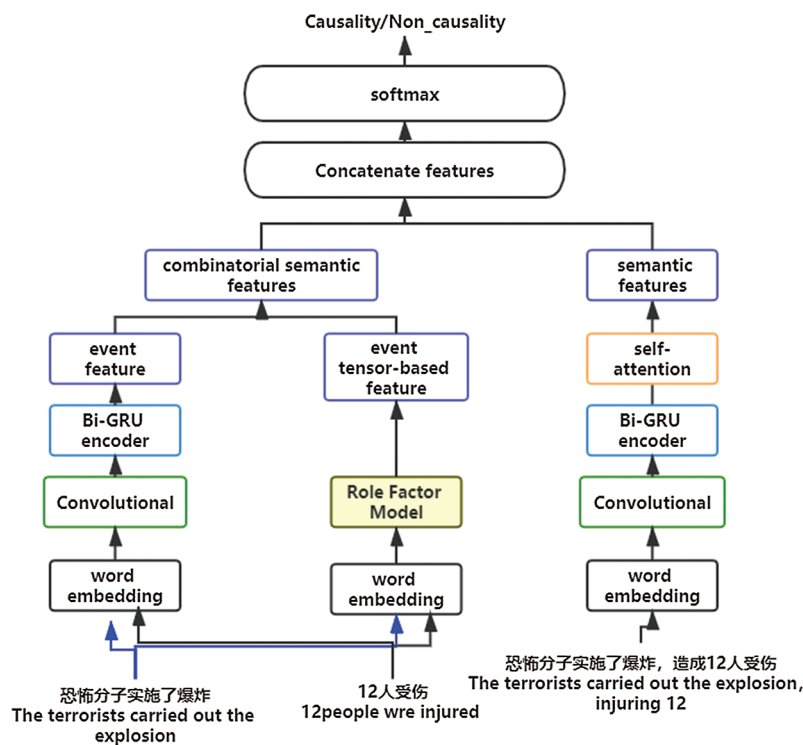 Causality/Non_causality
softmax
Concatenate features
combinatorial semantic
features
semantic
features
event
feature
event
tensor-based
feature
self-
attention
Bi-GRU
encoder
Bi-GRU
encoder
Convolutional
Role Factor
Model
Convolutional
word
embedding
word
embedding
word
embedding
恐怖分子实施了爆炸
The terrorists carried out the
explosion
12人受伤
12people wre injured
恐怖分子实施了爆炸，造成12人受伤
The terrorists carried out the explosion,
injuring 12